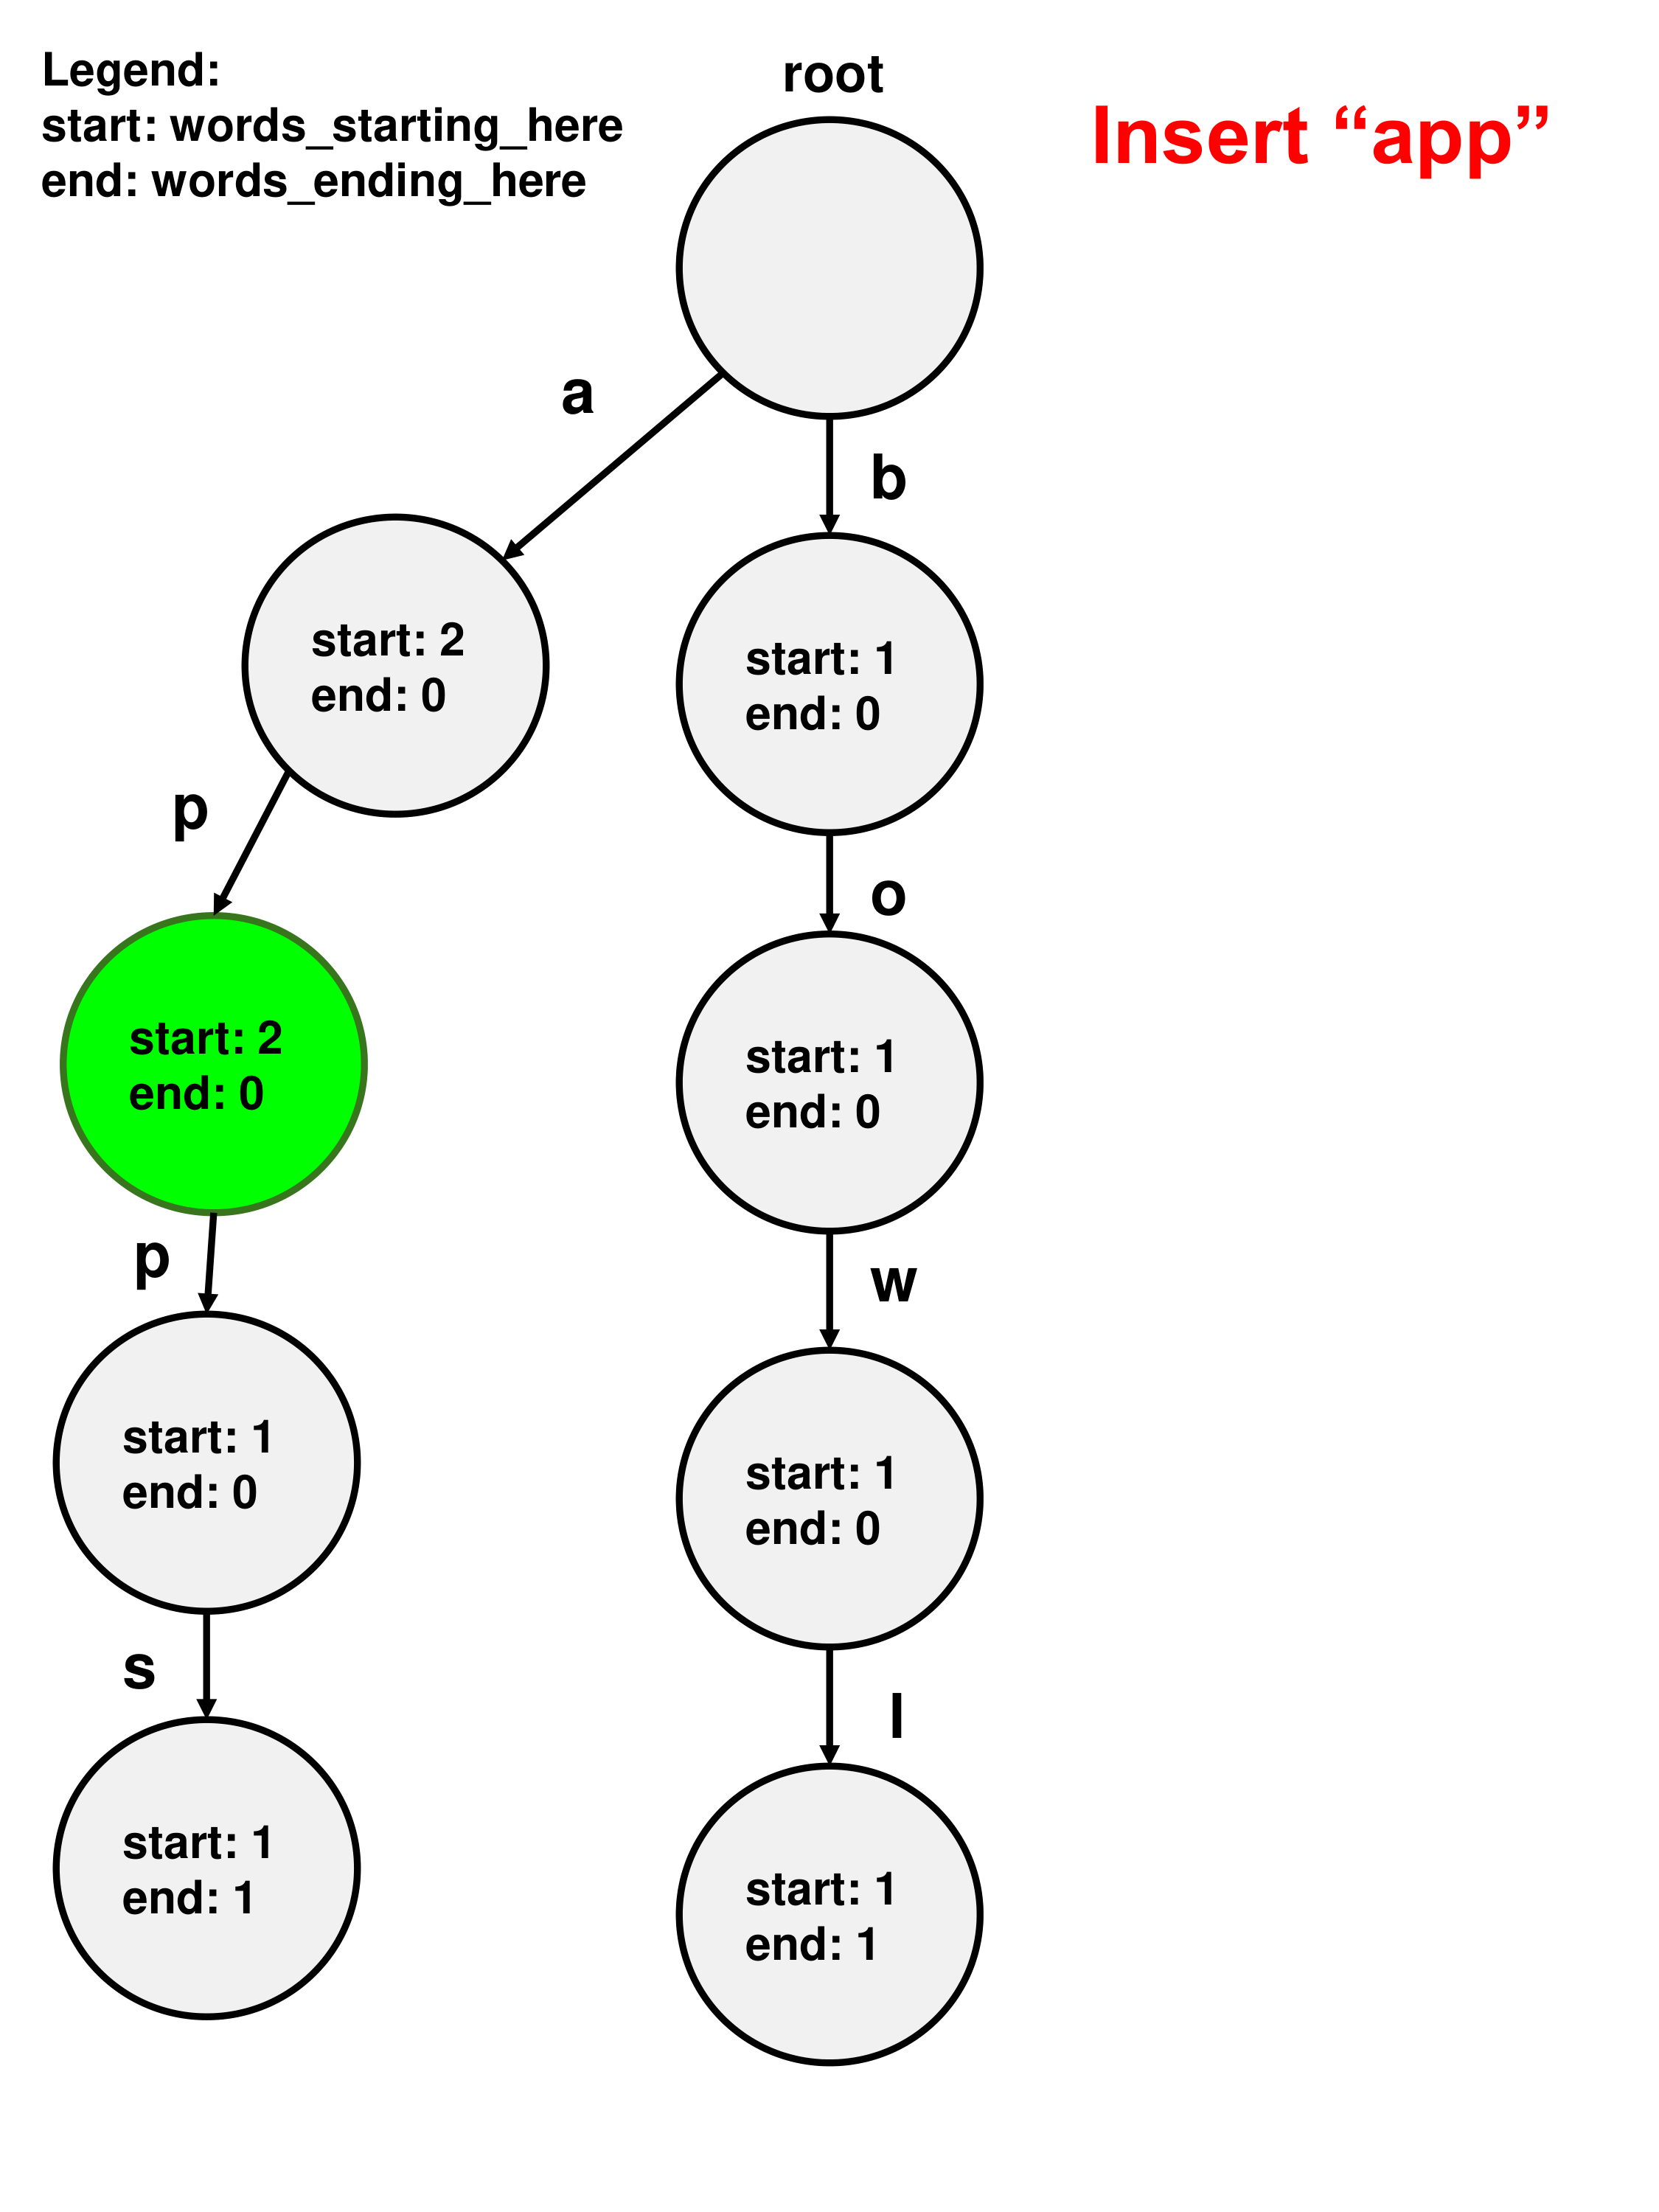 Legend:
start: words_starting_here
end: words_ending_here
root
Insert “app”
a
b
start: 2
end: 0
start: 1
end: 0
p
o
start: 2
end: 0
start: 1
end: 0
p
w
start: 1
end: 0
start: 1
end: 0
s
l
start: 1
end: 1
start: 1
end: 1